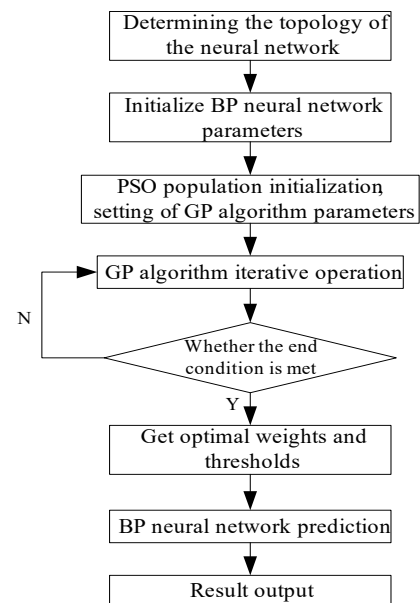 Determining the topology of
the neural network
Initialize BP neural network
parameters
PSO population initialization,
setting of GP algorithm parameters
GP algorithm iterative operation
N
Whether the end
condition is met
Y
Get optimal weights and
thresholds
BP neural network prediction
Result output